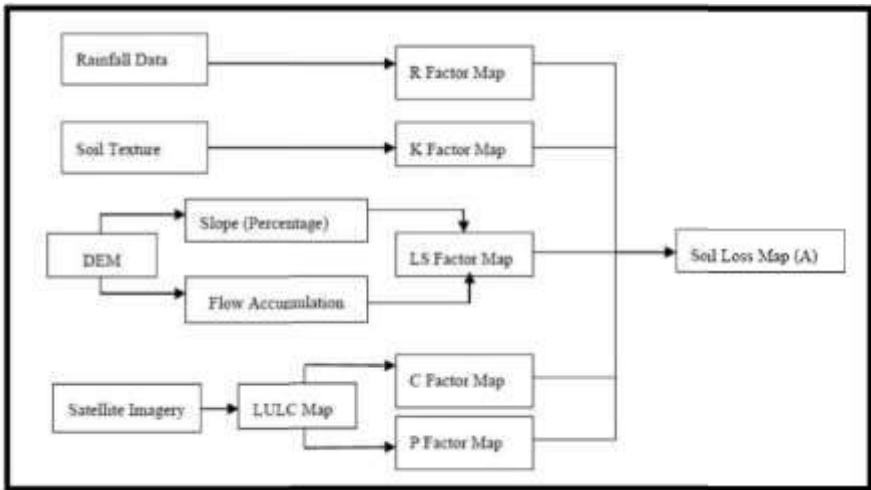 Rainfall Data
R Factor Map
Soil Texture
K Factor Map
Slope (Percentage)
DEM
LS Factor Map
Soil Loss Map (A)
Flow Accumulation
C Factor Map
Satellite Imagery
LULC Map
P Factor Map